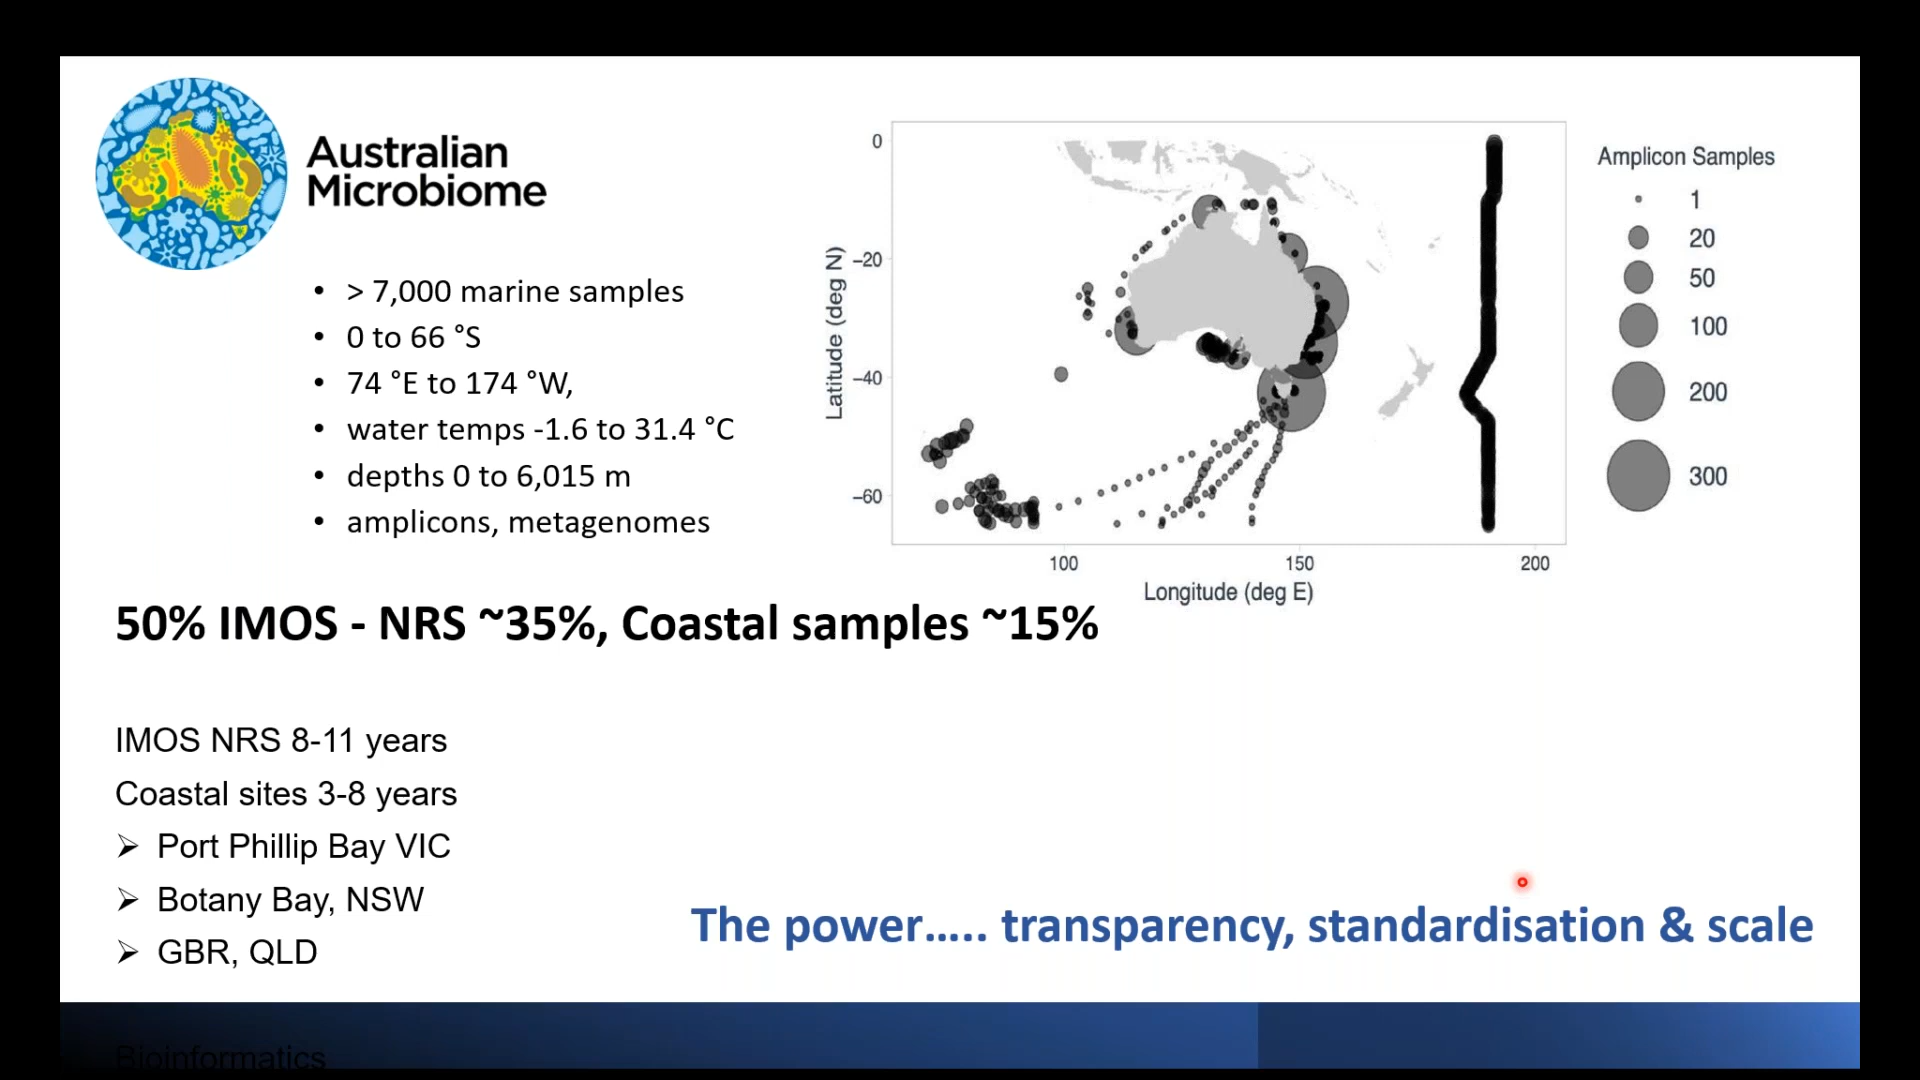 Australian
Microbiome
• > 7,000 marine samples
• 0 to 66 °S
• 74 °E to 174 °W,
• water temps -1.6 to 31.4 °C
• depths 0 to 6,015 m
• amplicons, metagenomes
0
−20
−40
−60
Latitude (deg N)
100
150
200
Longitude (deg E)
Amplicon Samples
1
20
50
100
200
300
50% IMOS - NRS ~35%, Coastal samples ~15%
IMOS NRS 8-11 years
Coastal sites 3-8 years
➢ Port Phillip Bay VIC
➢ Botany Bay, NSW
➢ GBR, QLD
The power….. transparency, standardisation & scale
Bioinformatics